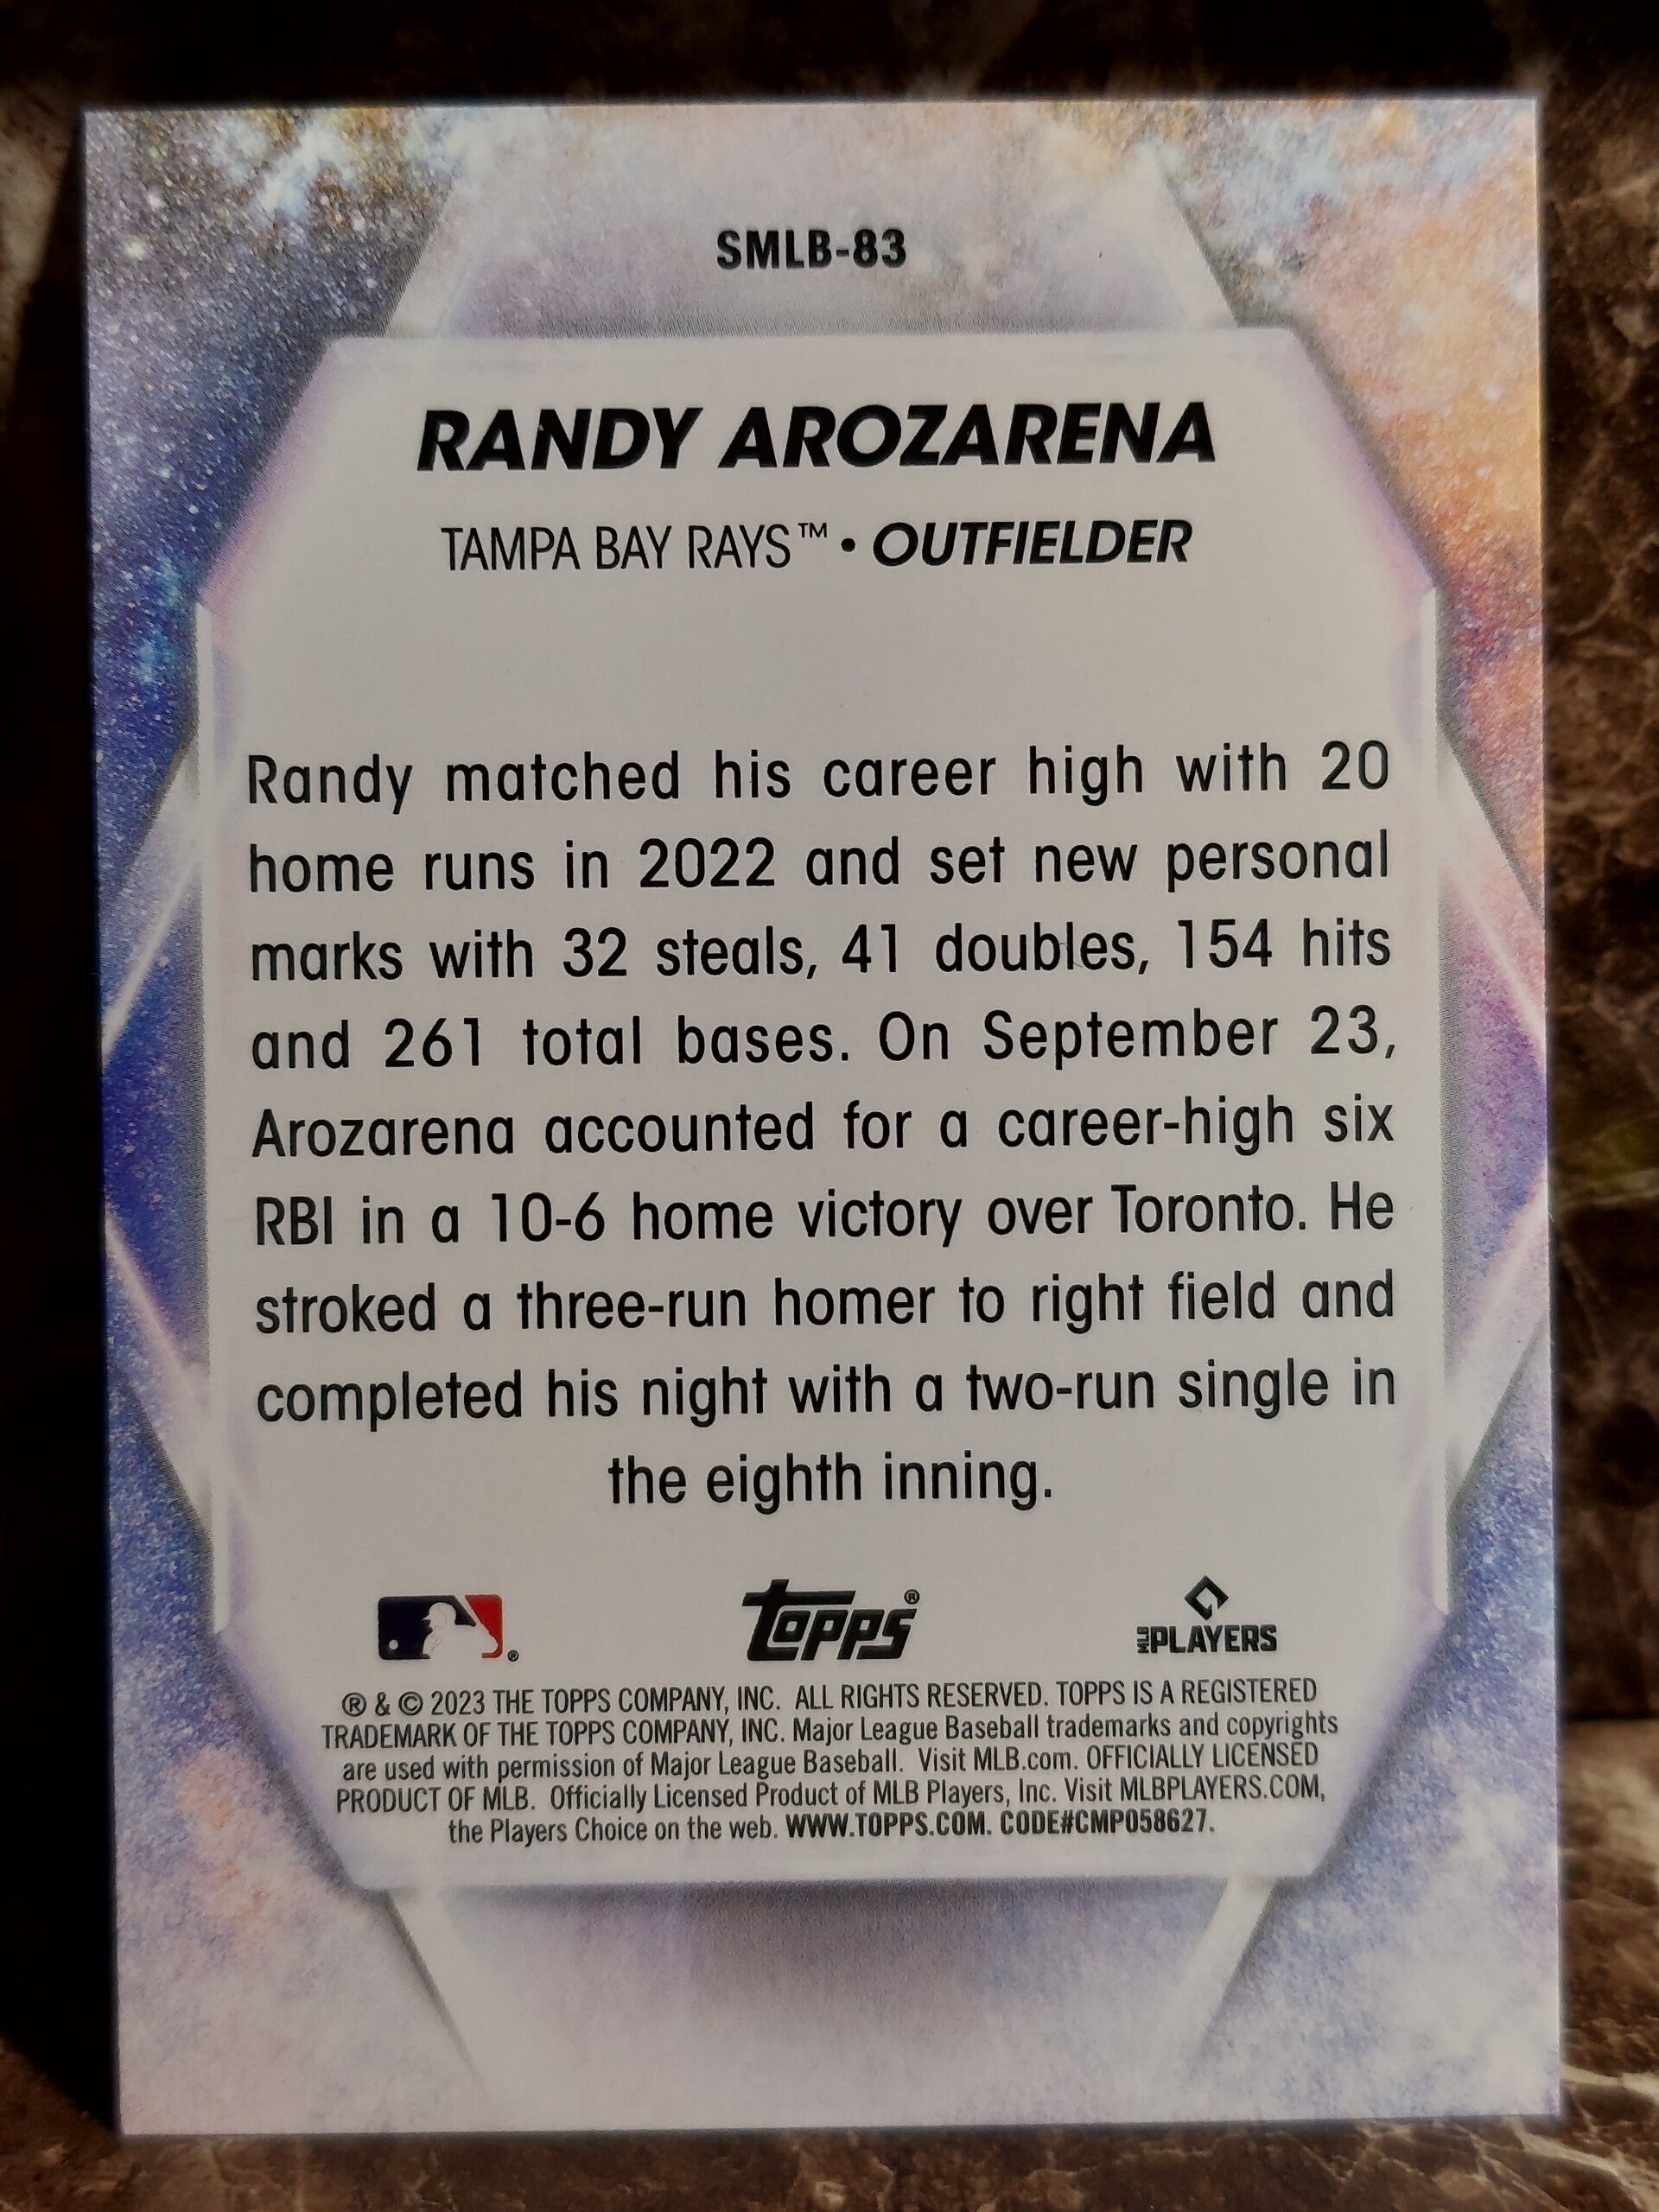 SMLB-83
RANDY AROZARENA
TAMPA BAY RAYS™ • OUTFIELDER
Randy matched his career high with 20
home runs in 2022 and set new personal
marks with 32 steals, 41 doubles, 154 hits
and 261 total bases. On September 23,
Arozarena accounted for a career-high six
RBI in a 10-6 home victory over Toronto. He
stroked a three-run homer to right field and
completed his night with a two-run single in
the eighth inning.
® topps® MLB PLAYERS
® & © 2023 THE TOPPS COMPANY, INC. ALL RIGHTS RESERVED. TOPPS IS A REGISTERED
TRADEMARK OF THE TOPPS COMPANY, INC. Major League Baseball trademarks and copyrights
are used with permission of Major League Baseball. Visit MLB.com. OFFICIALLY LICENSED
PRODUCT OF MLB. Officially Licensed Product of MLB Players, Inc. Visit MLBPLAYERS.COM,
the Players Choice on the web. WWW.TOPPS.COM. CODE#CMP058627.